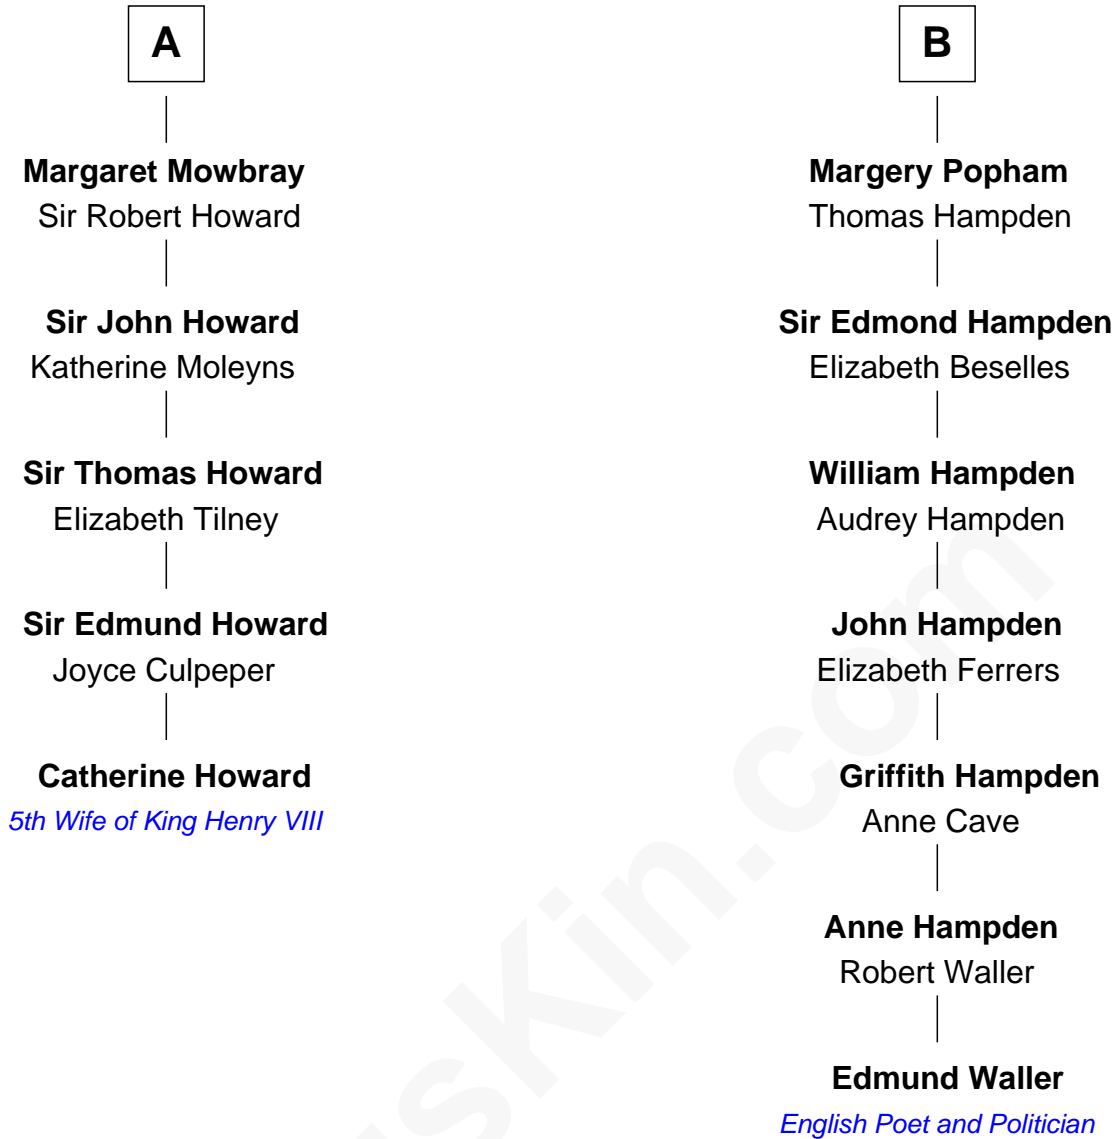 A
Margaret Mowbray
Sir Robert Howard
Sir John Howard
Katherine Moleyns
Sir Thomas Howard
Elizabeth Tilney
Sir Edmund Howard
Joyce Culpeper
Catherine Howard
5th Wife of King Henry VIII
B
Margery Popham
Thomas Hampden
Sir Edmond Hampden
Elizabeth Beselles
William Hampden
Audrey Hampden
John Hampden
Elizabeth Ferrers
Griffith Hampden
Anne Cave
Anne Hampden
Robert Waller
Edmund Waller
English Poet and Politician
sKin.com